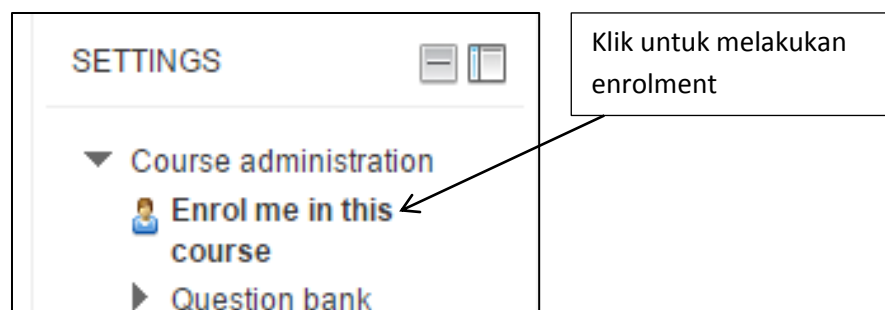 SETTINGS
Course administration
Enrol me in this
course
Question bank
Klik untuk melakukan
enrolment